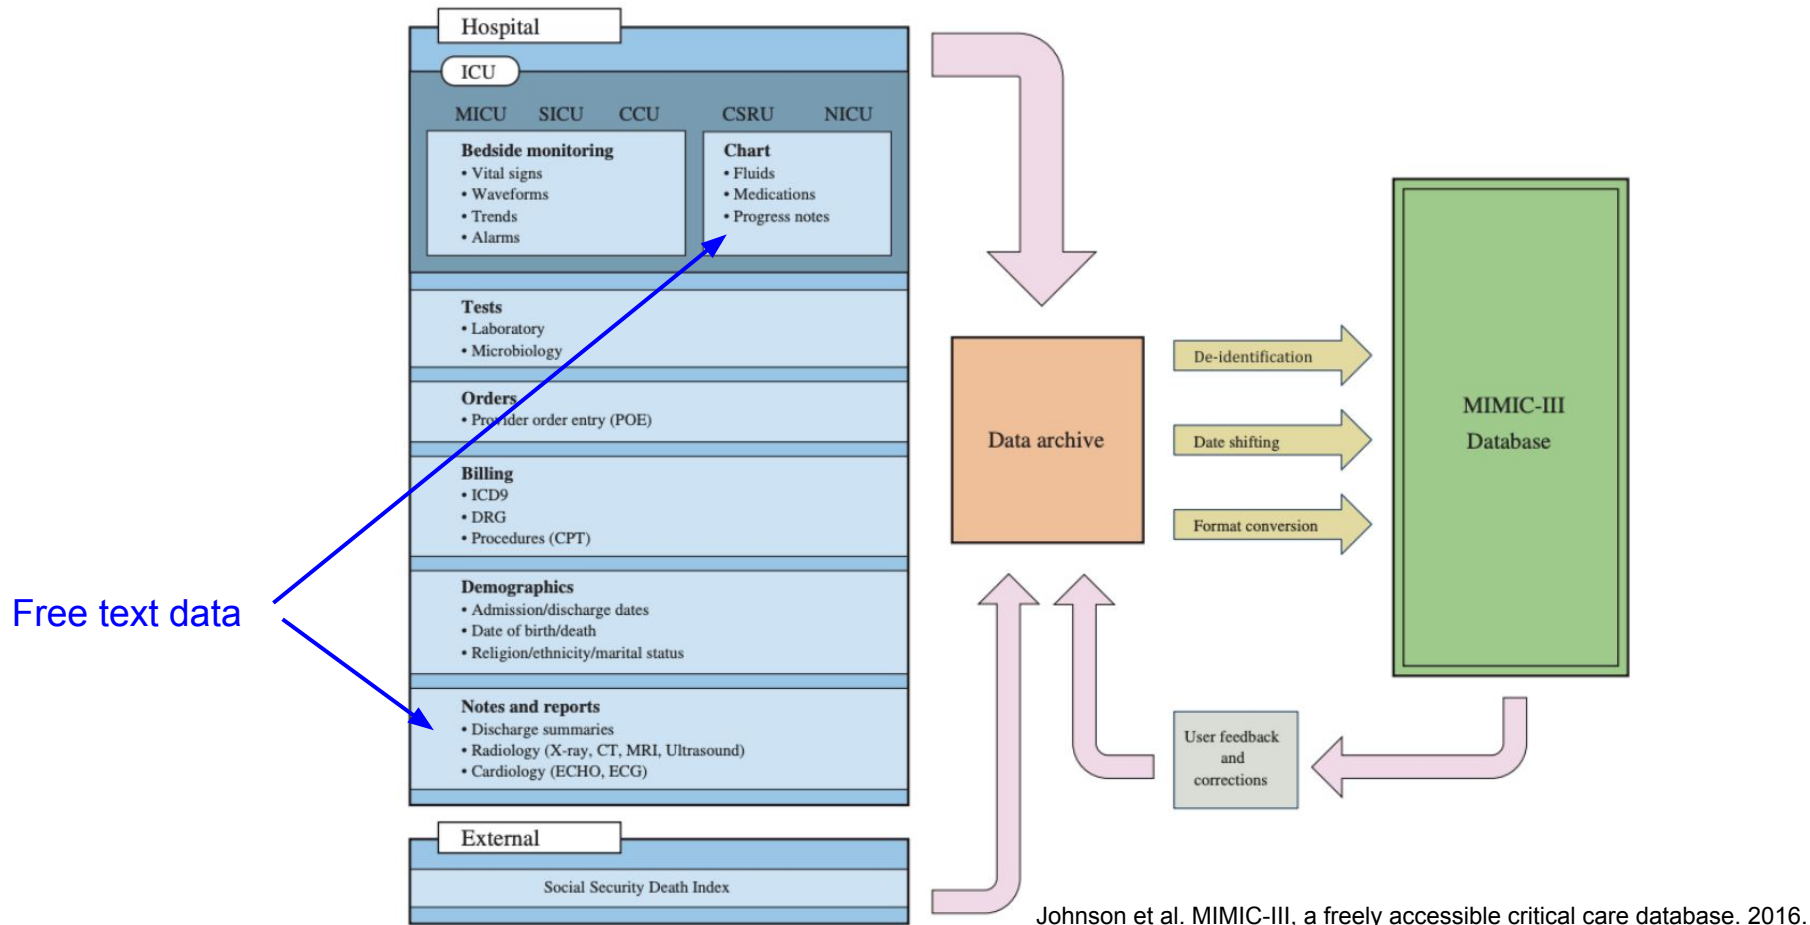 Hospital
ICU
MICU SICU CCU CSRU NICU
Bedside monitoring
• Vital signs
• Waveforms
• Trends
• Alarms
Chart
• Fluids
• Medications
• Progress notes
Tests
• Laboratory
• Microbiology
Orders
• Provider order entry (POE)
Billing
• ICD9
• DRG
• Procedures (CPT)
Demographics
• Admission/discharge dates
• Date of birth/death
• Religion/ethnicity/marital status
Notes and reports
• Discharge summaries
• Radiology (X-ray, CT, MRI, Ultrasound)
• Cardiology (ECHO, ECG)
External
Social Security Death Index
Free text data
Data archive
De-identification
Date shifting
Format conversion
MIMIC-III
Database
User feedback
and
corrections
Johnson et al. MIMIC-III, a freely accessible critical care database. 2016.